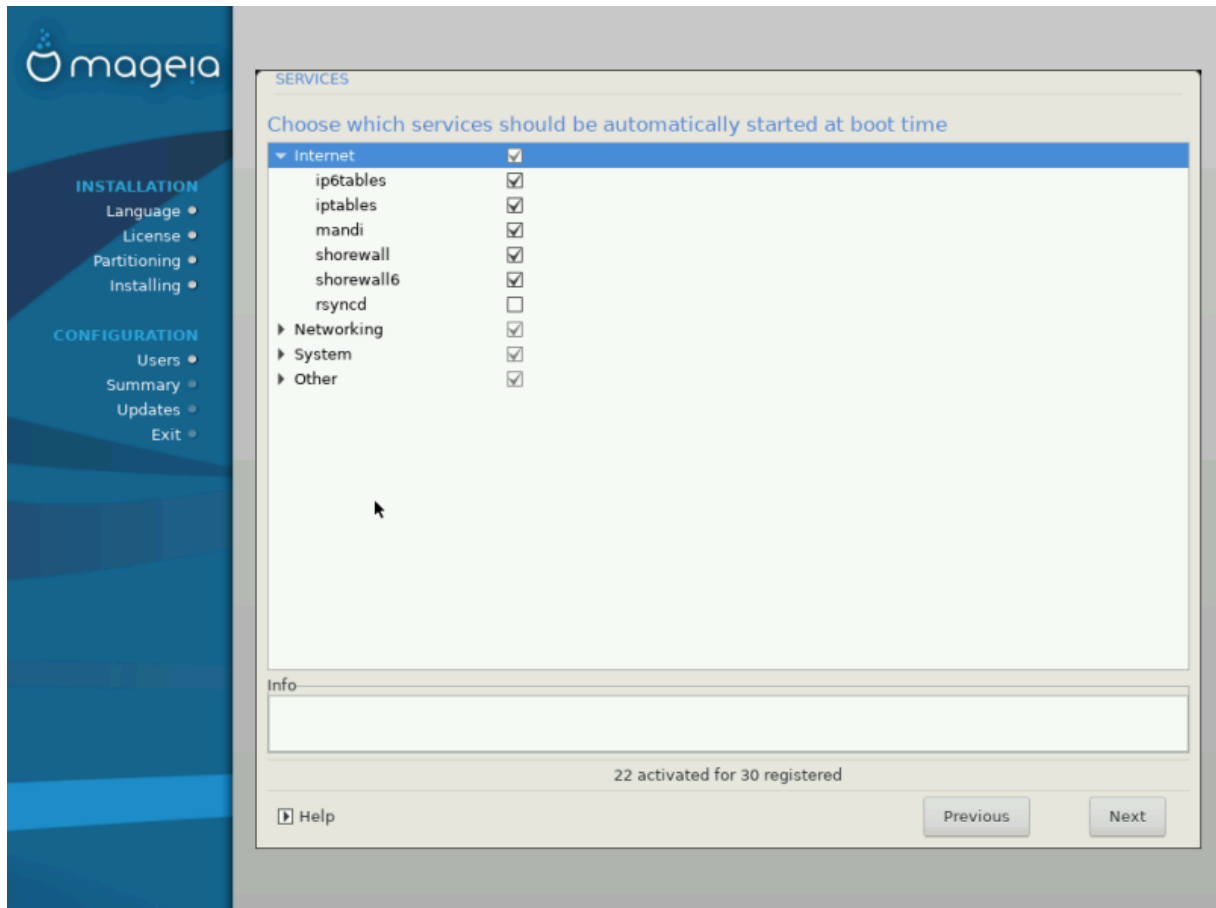 mageia
INSTALLATION
Language
License
Partitioning
Installing
CONFIGURATION
Users
Summary
Updates
Exit
SERVICES
Choose which services should be automatically started at boot time
Internet
ip6tables
iptables
mandi
shorewall
shorewall6
rsyncd
Networking
System
Other
Info
22 activated for 30 registered
Help
Previous
Next